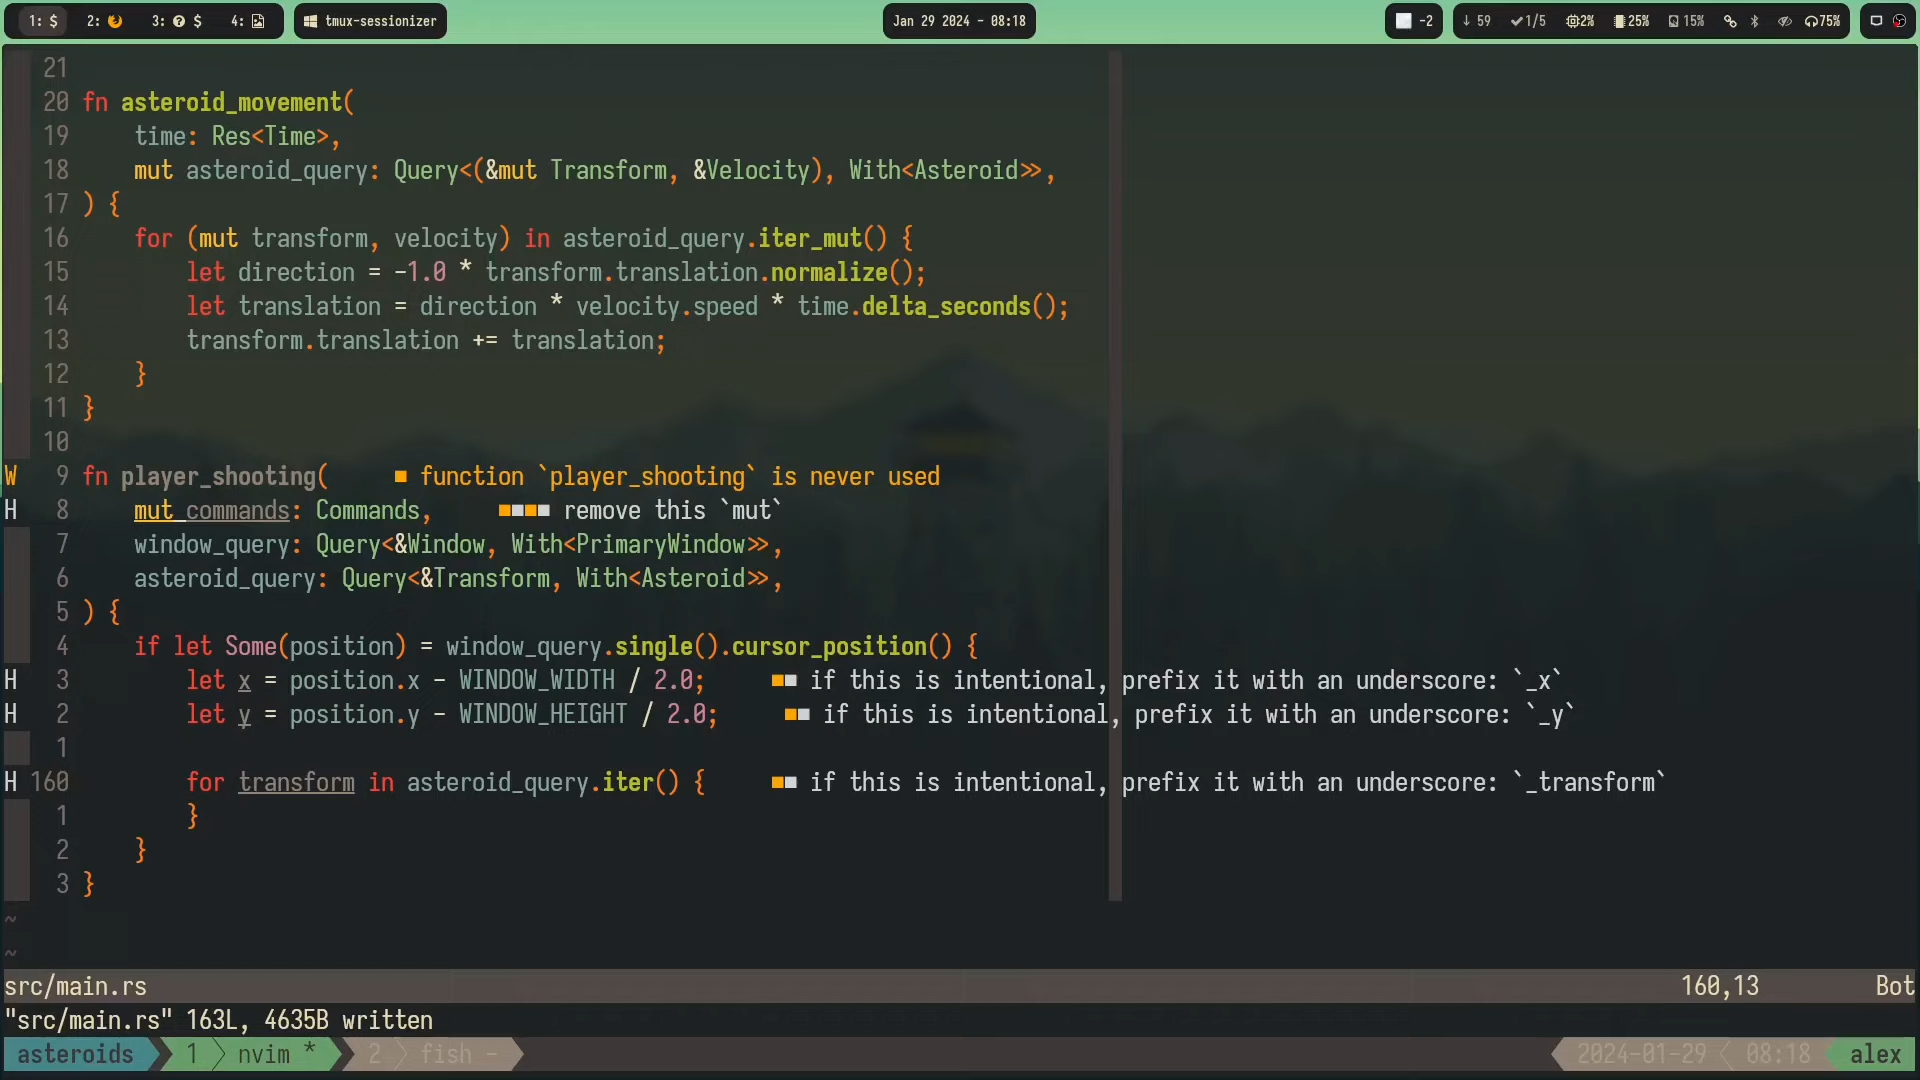 1: $ 2: 3: $ 4: tmux-sessionizer Jan 29 2024 - 08:18 -2 ↓ 59 ✓1/5 2% 25% 15% 75%
21
20 fn asteroid_movement(
19 time: Res<Time>,
18 mut asteroid_query: Query<(&mut Transform, &Velocity), With<Asteroid>>,
17 ) {
16 for (mut transform, velocity) in asteroid_query.iter_mut() {
15 let direction = -1.0 * transform.translation.normalize();
14 let translation = direction * velocity.speed * time.delta_seconds();
13 transform.translation += translation;
12 }
11 }
10
W 9 fn player_shooting( ■ function `player_shooting` is never used
H 8 mut commands: Commands, ■■■■ remove this `mut`
7 window_query: Query<&Window, With<PrimaryWindow>>,
6 asteroid_query: Query<&Transform, With<Asteroid>>,
5 ) {
4 if let Some(position) = window_query.single().cursor_position() {
H 3 let x = position.x - WINDOW_WIDTH / 2.0; ■■ if this is intentional, prefix it with an underscore: `_x`
H 2 let y = position.y - WINDOW_HEIGHT / 2.0; ■■ if this is intentional, prefix it with an underscore: `_y`
1
H 160 for transform in asteroid_query.iter() { ■■ if this is intentional, prefix it with an underscore: `_transform`
1 }
2 }
3 }
~
~
src/main.rs 160,13 Bot
"src/main.rs" 163L, 4635B written
asteroids 1 nvim * 2 fish - 2024-01-29 08:18 alex